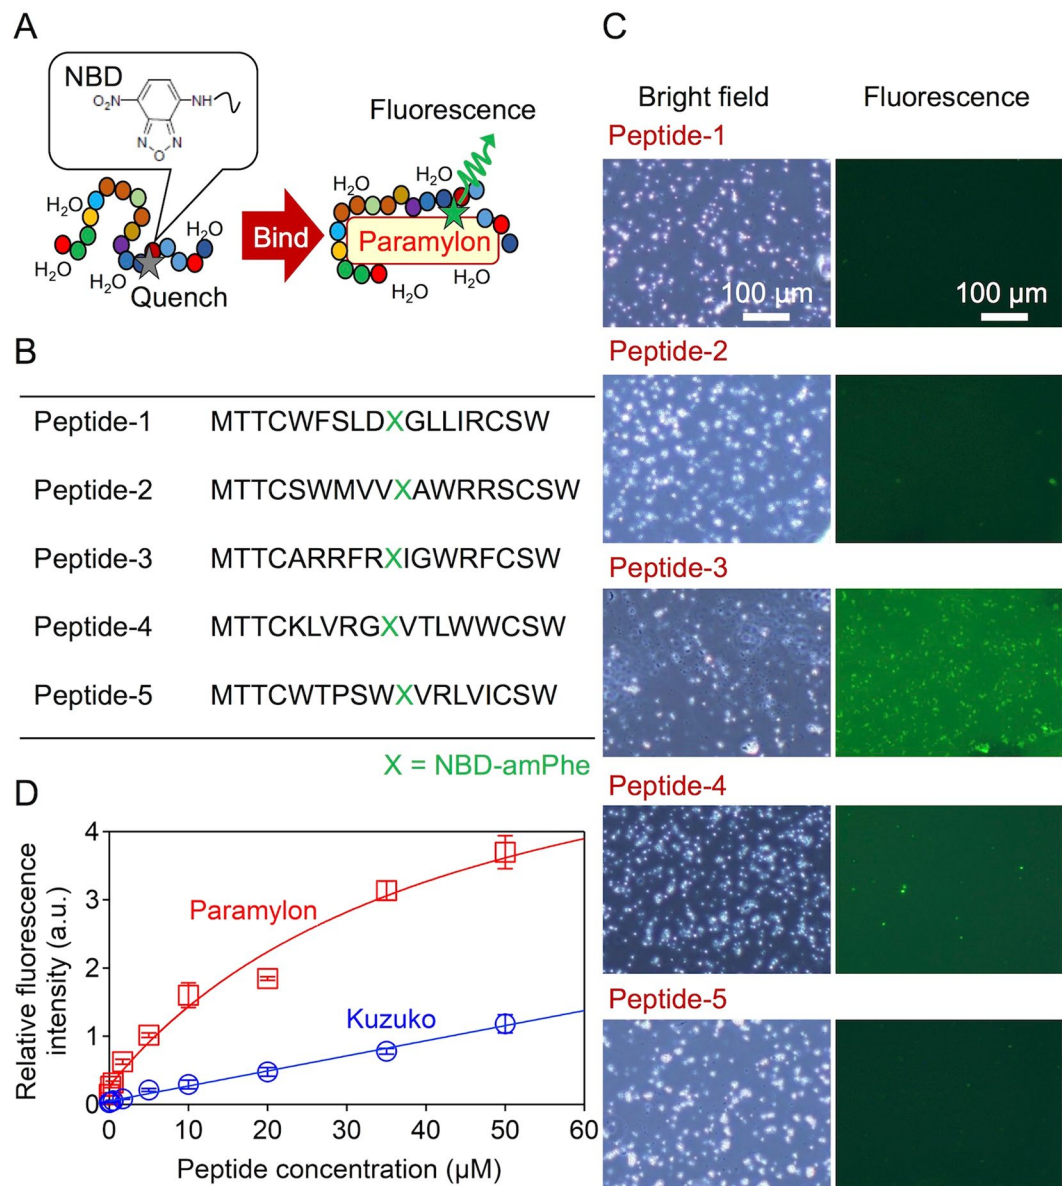 A
NBD
O₂N
NH
N
N
O
H₂O
H₂O
H₂O
H₂O
Quench
Bind
Fluorescence
H₂O
H₂O
Paramylon
H₂O
H₂O
B
Peptide-1 MTTCWFSLDXGLLIRCSW
Peptide-2 MTTCSWMVVXAWRRSCSW
Peptide-3 MTTCARRFRXIGWRFCSW
Peptide-4 MTTCKLVRGXVTLWWCSW
Peptide-5 MTTCWTPSWXVRLVICSW
X = NBD-amPhe
C
Bright field Fluorescence
Peptide-1
100 µm 100 µm
Peptide-2
Peptide-3
Peptide-4
Peptide-5
D
Relative fluorescence
intensity (a.u.)
4
3
2
1
0
Paramylon
Kuzuko
0 10 20 30 40 50 60
Peptide concentration (µM)